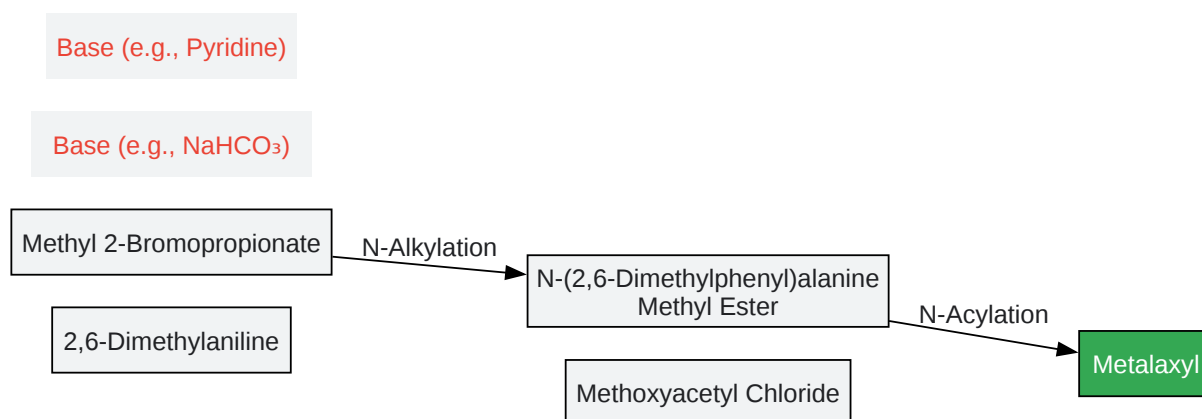 Base (e.g., Pyridine)
Base (e.g., NaHCO₃)
Methyl 2-Bromopropionate
N-Alkylation
2,6-Dimethylaniline
N-(2,6-Dimethylphenyl)alanine
Methyl Ester
N-Acylation
Methoxyacetyl Chloride
Metalaxyl